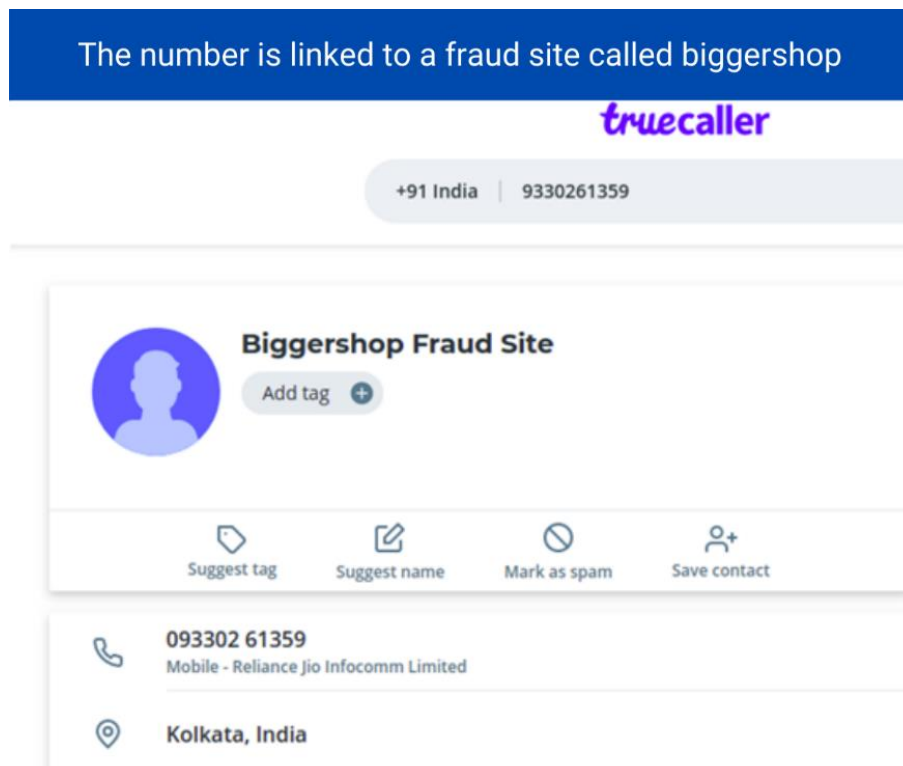 The number is linked to a fraud site called biggershop
truecaller
+91 India | 9330261359
Biggershop Fraud Site
Add tag
Suggest tag
Suggest name
Mark as spam
Save contact
093302 61359
Mobile - Reliance Jio Infocomm Limited
Kolkata, India